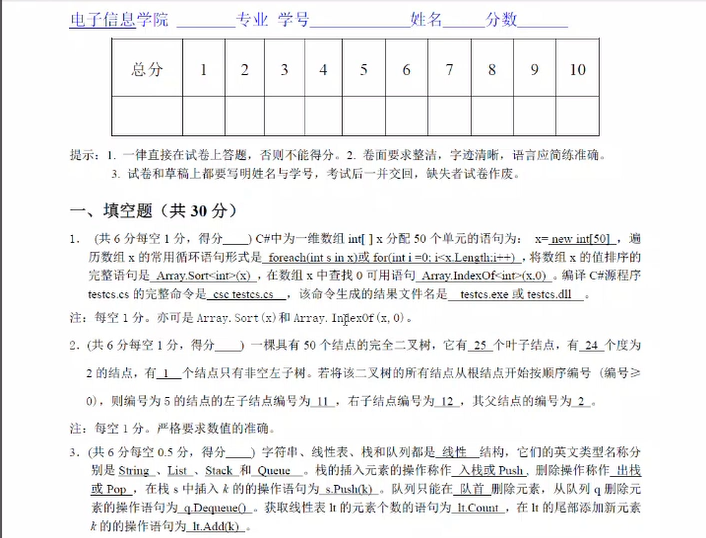 电子信息学院 ________专业 学号____________姓名_____分数______
总分 1 2 3 4 5 6 7 8 9 10
提示：1. 一律直接在试卷上答题，否则不能得分。2. 卷面要求整洁，字迹清晰，语言应简练准确。
3. 试卷和草稿上都要写明姓名与学号，考试后一并交回，缺失者试卷作废。
一、填空题（共 30 分）
1． (共 6 分每空 1 分，得分____) C#中为一维数组 int[ ] x 分配 50 个单元的语句为： x= new int[50] ，遍
历数组 x 的常用循环语句形式是 foreach(int s in x)或 for(int i =0; i<x.Length;i++) ，将数组 x 的值排序的
完整语句是 Array.Sort<int>(x) ，在数组 x 中查找 0 可用语句 Array.IndexOf<int>(x,0) 。编译 C#源程序
testcs.cs 的完整命令是 csc testcs.cs ，该命令生成的结果文件名是 testcs.exe 或 testcs.dll 。
注：每空 1 分。亦可是 Array.Sort(x)和 Array.IndexOf(x,0)。
2．(共 6 分每空 1 分，得分____) 一棵具有 50 个结点的完全二叉树，它有 25 个叶子结点，有 24 个度为
2 的结点，有 1 个结点只有非空左子树。若将该二叉树的所有结点从根结点开始按顺序编号（编号≥
0），则编号为 5 的结点的左子结点编号为 11 ，右子结点编号为 12 ，其父结点的编号为 2 。
注：每空 1 分。严格要求数值的准确。
3．(共 6 分每空 0.5 分，得分____) 字符串、线性表、栈和队列都是 线性 结构，它们的英文类型名称分
别是 String 、List 、Stack 和 Queue 。栈的插入元素的操作称作 入栈或 Push ，删除操作称作 出栈
或 Pop ，在栈 s 中插入 k 的的操作语句为 s.Push(k) 。队列只能在 队首 删除元素，从队列 q 删除元
素的操作语句为 q.Dequeue() 。获取线性表 lt 的元素个数的语句为 lt.Count ，在 lt 的尾部添加新元素
k 的的操作语句为 lt.Add(k) 。